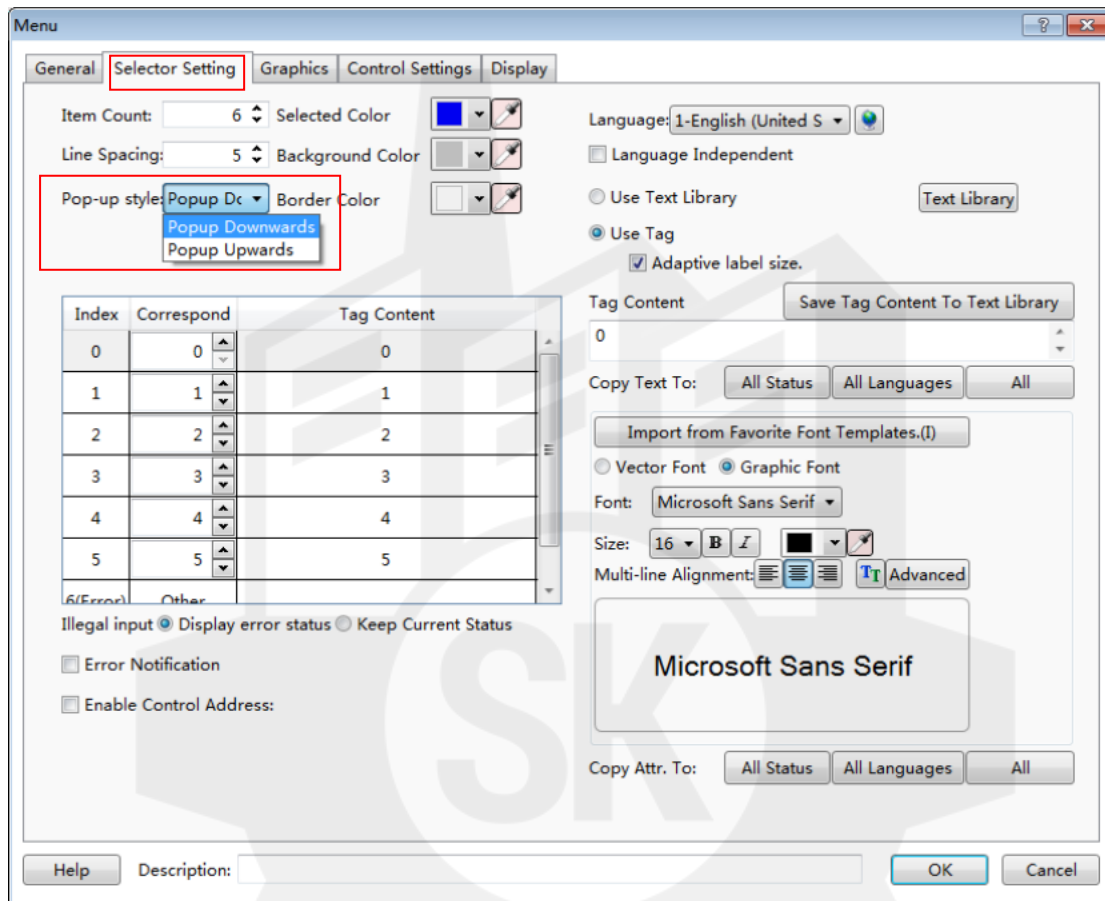 Menu
General Selector Setting Graphics Control Settings Display
Item Count: 6 Selected Color
Line Spacing: 5 Background Color
Pop-up style: Popup Dc Border Color
Popup Downwards
Popup Upwards
Index Correspond Tag Content
0 0 0
1 1 1
2 2 2
3 3 3
4 4 4
5 5 5
6(Error) Other
Illegal input Display error status Keep Current Status
Error Notification
Enable Control Address:
Language: 1-English (United S
Language Independent
Use Text Library Text Library
Use Tag
Adaptive label size.
Tag Content Save Tag Content To Text Library
0
Copy Text To: All Status All Languages All
Import from Favorite Font Templates.(I)
Vector Font Graphic Font
Font: Microsoft Sans Serif
Size: 16 B I
Multi-line Alignment: TT Advanced
Microsoft Sans Serif
Copy Attr. To: All Status All Languages All
SK
Help Description: OK Cancel